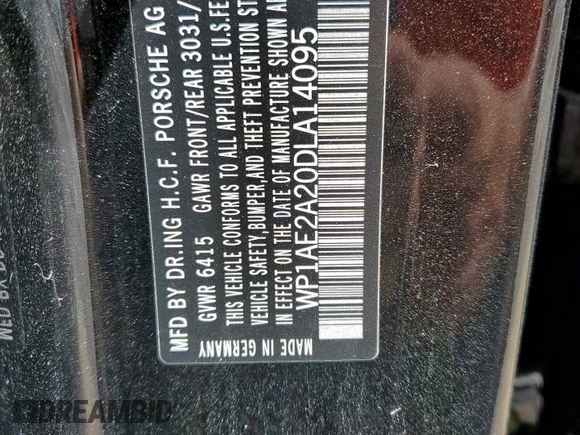 MFD BY DR.ING H.C.F. PORSCHE AG
GVWR 6415 GAWR FRONT/REAR 3031/
THIS VEHICLE CONFORMS TO ALL APPLICABLE U.S.FE
VEHICLE SAFETY,BUMPER,AND THEFT PREVENTION ST
IN EFFECT ON THE DATE OF MANUFACTURE SHOWN AB
WP1AE2A20DLA14095
MADE IN GERMANY
DREAMBID